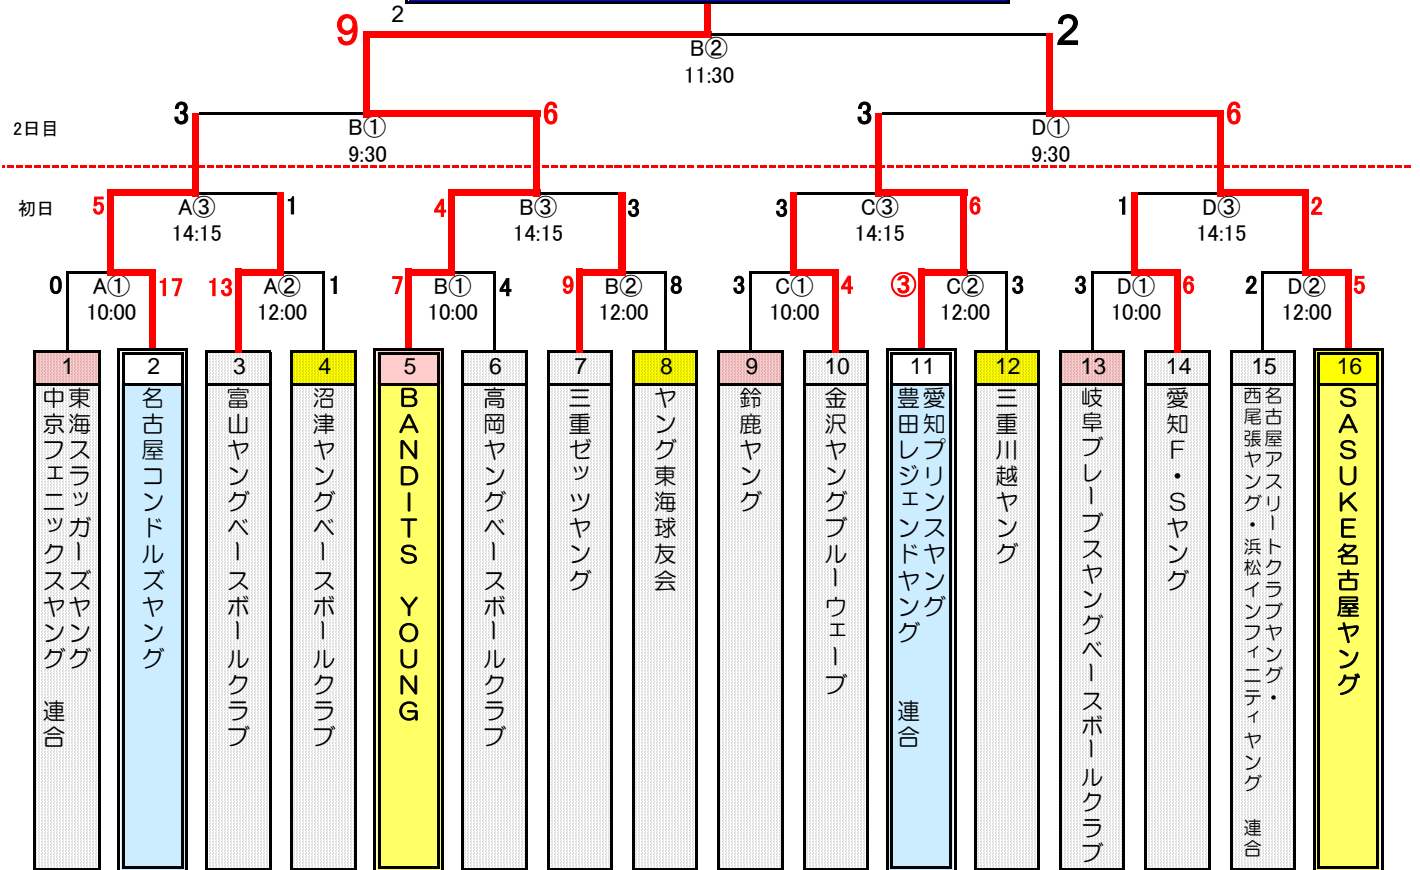 2
9
2
B②
11:30
3
6
3
6
2日目
B①
D①
9:30
9:30
初日
5
A③
1
4
B③
3
3
C③
6
1
D③
2
14:15
14:15
14:15
14:15
0
A①
17
13
A②
1
7
B①
4
9
B②
8
3
C①
4
③
C②
3
3
D①
6
2
D②
5
10:00
12:00
10:00
12:00
10:00
12:00
10:00
12:00
1
2
3
4
5
6
7
8
9
10
11
12
13
14
15
16
東海スラッガーズヤング
中京フェニックスヤング 連合
名古屋コンドルズヤング
富山ヤングベースボールクラブ
沼津ヤングベースボールクラブ
BANDITS YOUNG
高岡ヤングベースボールクラブ
三重ゼッツヤング
ヤング東海球友会
鈴鹿ヤング
金沢ヤングブルーウェーブ
愛知プリンスヤング
豊田レジェンドヤング 連合
三重川越ヤング
岐阜ブレーブスヤングベースボールクラブ
愛知F・Sヤング
名古屋アスリートクラブヤング・
西尾張ヤング・浜松インフィニティヤング 連合
SASUKE名古屋ヤング